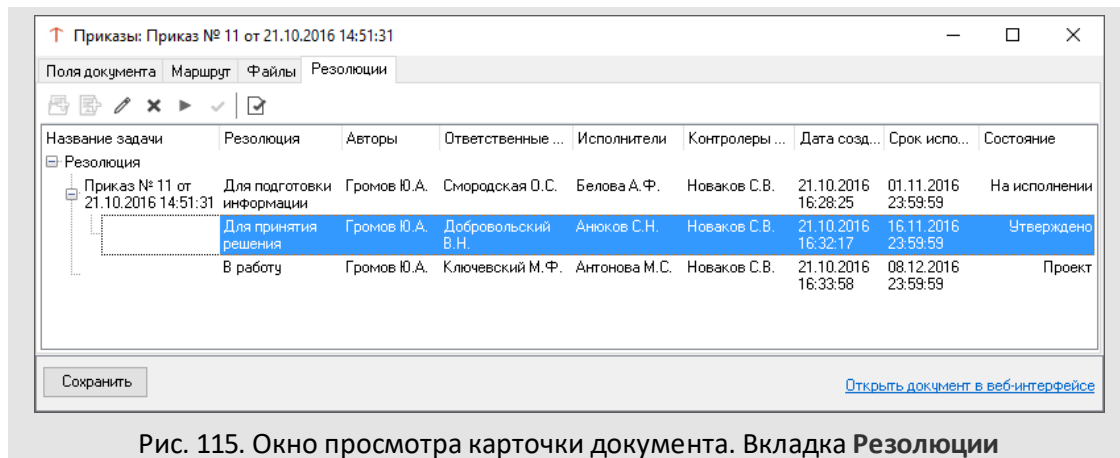 Приказы: Приказ № 11 от 21.10.2016 14:51:31
Поля документа Маршрут Файлы Резолюции
Название задачи Резолюция Авторы Ответственные ... Исполнители Контролеры ... Дата созд... Срок испо... Состояние
Резолюция
Приказ № 11 от Для подготовки Громов Ю.А. Смородская О.С. Белова А.Ф. Новаков С.В. 21.10.2016 01.11.2016 На исполнении
21.10.2016 14:51:31 информации 16:28:25 23:59:59
Для принятия Громов Ю.А. Добровольский Анюков С.Н. Новаков С.В. 21.10.2016 16.11.2016 Утверждено
решения В.Н. 16:32:17 23:59:59
В работу Громов Ю.А. Ключевский М.Ф. Антонова М.С. Новаков С.В. 21.10.2016 08.12.2016 Проект
16:33:58 23:59:59
Сохранить Открыть документ в веб-интерфейсе
Рис. 115. Окно просмотра карточки документа. Вкладка Резолюции